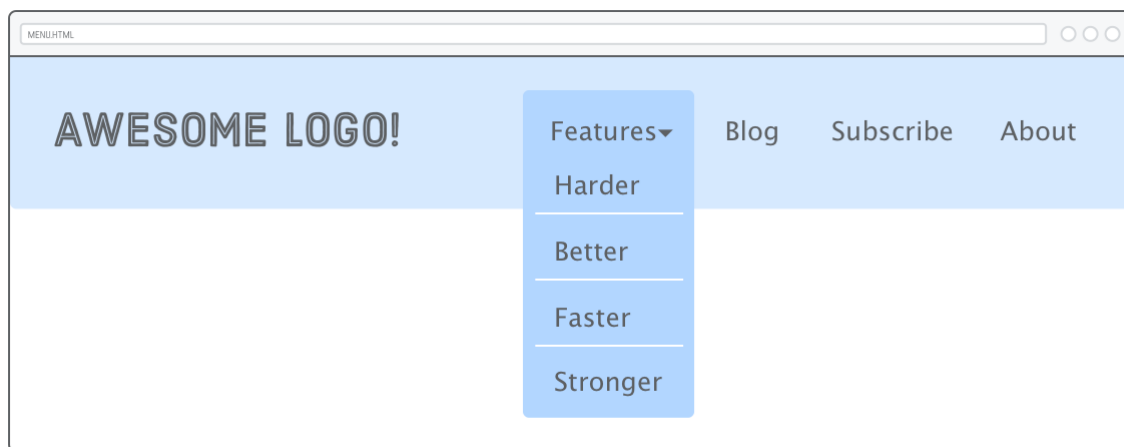 MENU.HTML
AWESOME LOGO!
Features Blog Subscribe About
Harder
Better
Faster
Stronger